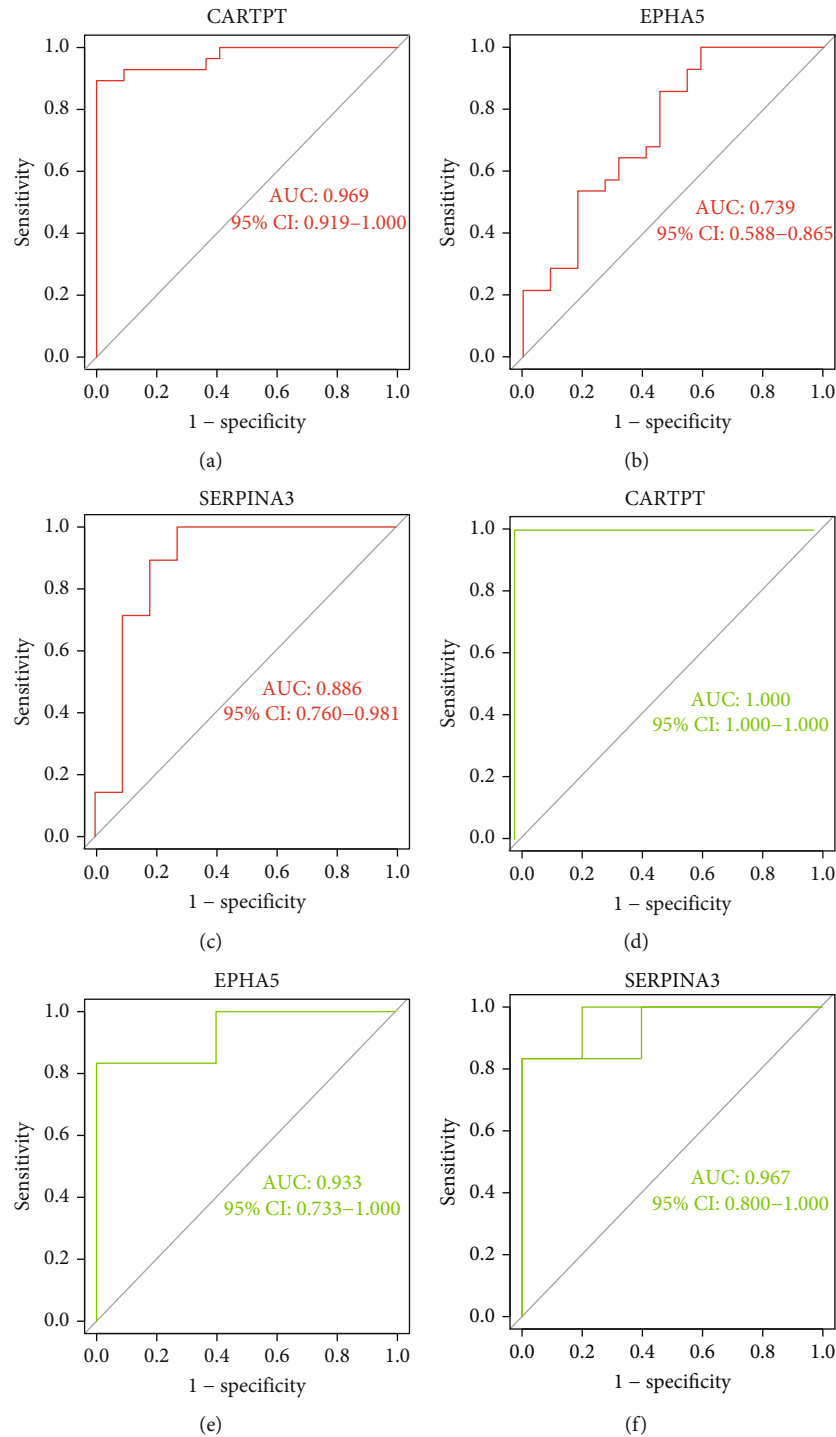 CARTPT
1.0
0.8
0.6
0.4
0.2
0.0
Sensitivity
AUC: 0.969
95% CI: 0.919–1.000
0.0 0.2 0.4 0.6 0.8 1.0
1 − specificity
(a)
EPHA5
1.0
0.8
0.6
0.4
0.2
0.0
Sensitivity
AUC: 0.739
95% CI: 0.588–0.865
0.0 0.2 0.4 0.6 0.8 1.0
1 − specificity
(b)
SERPINA3
1.0
0.8
0.6
0.4
0.2
0.0
Sensitivity
AUC: 0.886
95% CI: 0.760–0.981
0.0 0.2 0.4 0.6 0.8 1.0
1 − specificity
(c)
CARTPT
1.0
0.8
0.6
0.4
0.2
0.0
Sensitivity
AUC: 1.000
95% CI: 1.000–1.000
0.0 0.2 0.4 0.6 0.8 1.0
1 − specificity
(d)
EPHA5
1.0
0.8
0.6
0.4
0.2
0.0
Sensitivity
AUC: 0.933
95% CI: 0.733–1.000
0.0 0.2 0.4 0.6 0.8 1.0
1 − specificity
(e)
SERPINA3
1.0
0.8
0.6
0.4
0.2
0.0
Sensitivity
AUC: 0.967
95% CI: 0.800–1.000
0.0 0.2 0.4 0.6 0.8 1.0
1 − specificity
(f)